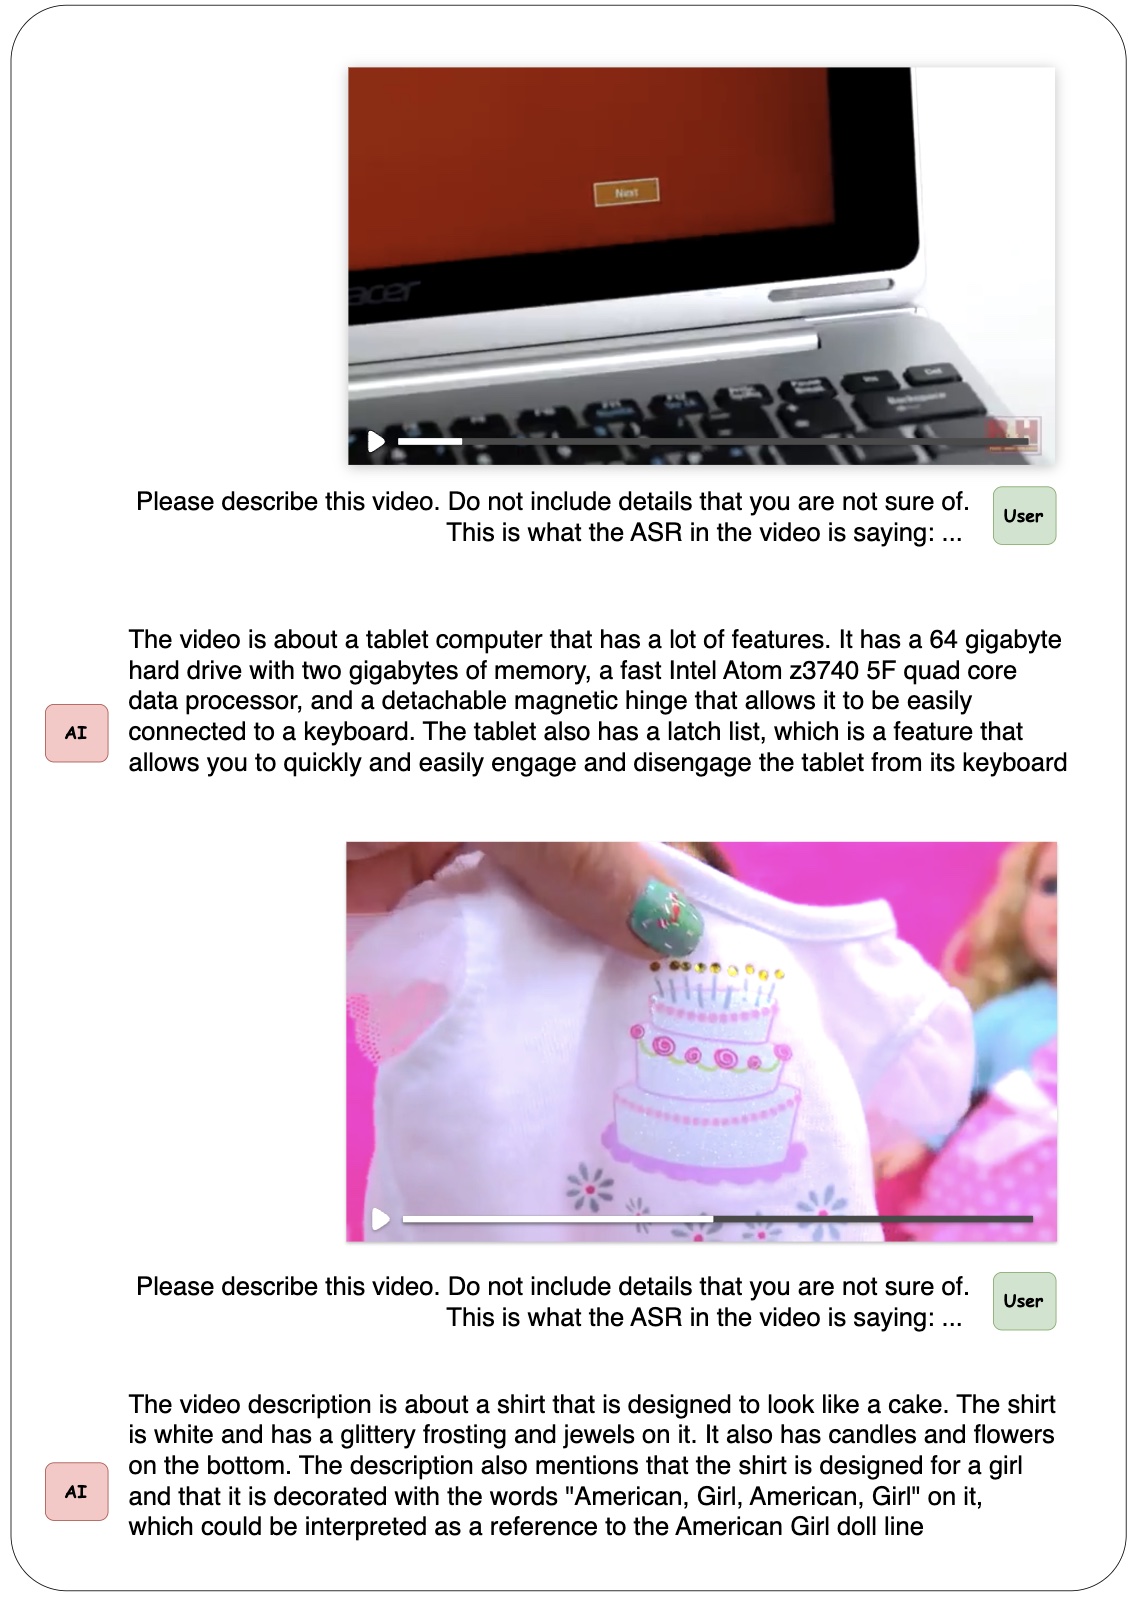 Next
acer
F11
F12
Pause
Break
Ins
Del
Backspace
B&H
Please describe this video. Do not include details that you are not sure of.
This is what the ASR in the video is saying: ...
User
The video is about a tablet computer that has a lot of features. It has a 64 gigabyte
hard drive with two gigabytes of memory, a fast Intel Atom z3740 5F quad core
data processor, and a detachable magnetic hinge that allows it to be easily
AI
connected to a keyboard. The tablet also has a latch list, which is a feature that
allows you to quickly and easily engage and disengage the tablet from its keyboard
Please describe this video. Do not include details that you are not sure of.
This is what the ASR in the video is saying: ...
User
The video description is about a shirt that is designed to look like a cake. The shirt
is white and has a glittery frosting and jewels on it. It also has candles and flowers
on the bottom. The description also mentions that the shirt is designed for a girl
AI
and that it is decorated with the words "American, Girl, American, Girl" on it,
which could be interpreted as a reference to the American Girl doll line